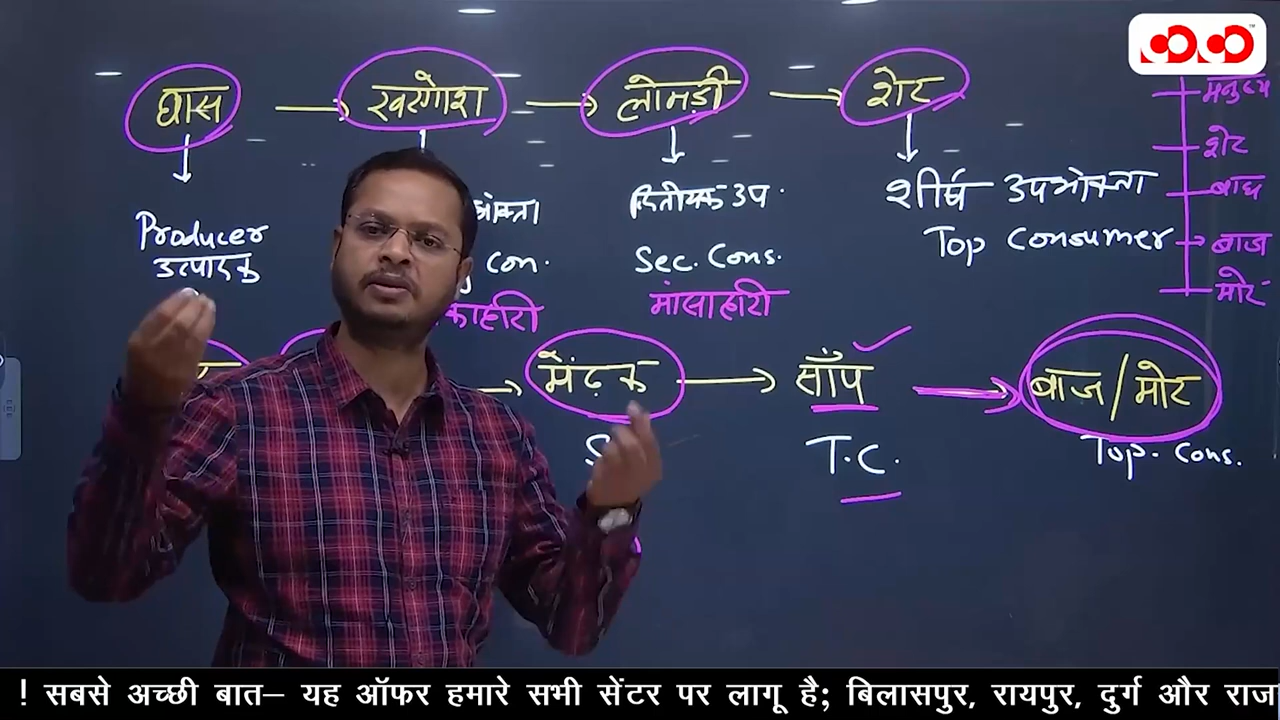 घास → खरगोश → लोमड़ी → शेर
मनुष्य
शेर
बाघ
बाज
मोर
Producer
उत्पादक
द्वितीयक उप.
शीर्ष उपभोक्ता
con.
Sec. Cons.
Top Consumer
मांसाहारी
मेंढक → साँप → बाज / मोर
T.C.
Top. Cons.
! सबसे अच्छी बात– यह ऑफर हमारे सभी सेंटर पर लागू है; बिलासपुर, रायपुर, दुर्ग और राज